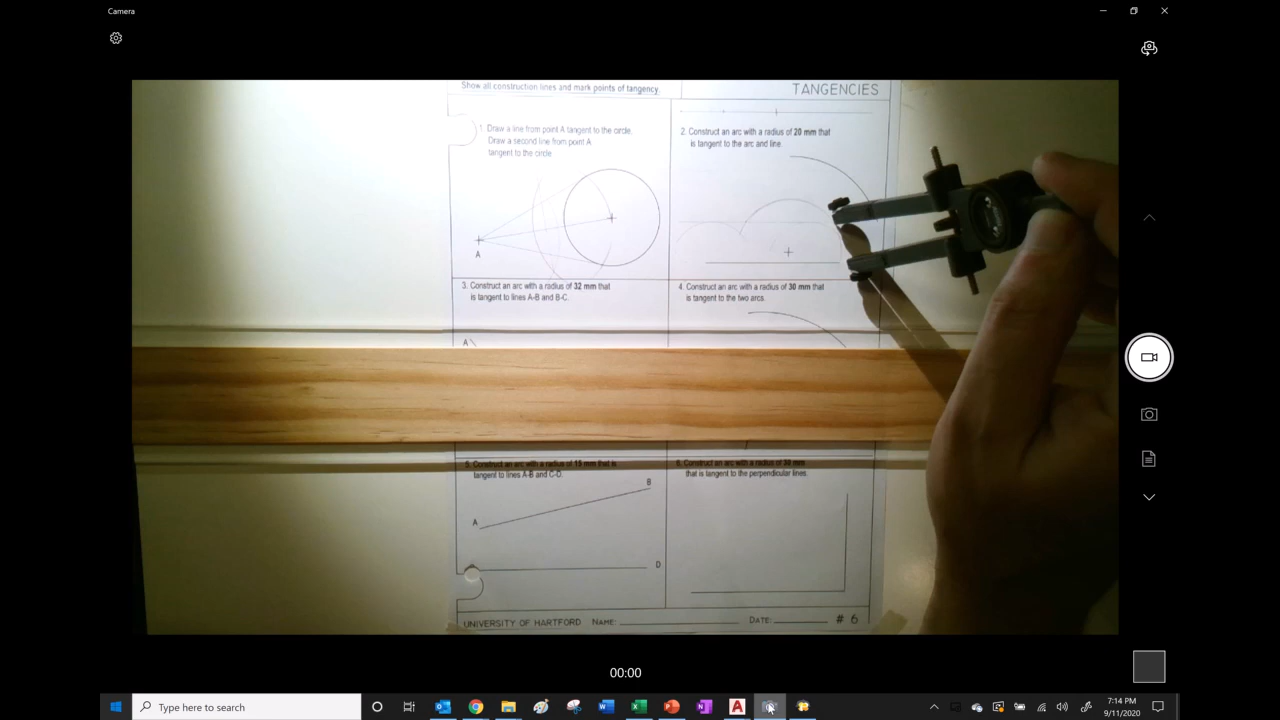 Camera
Show all construction lines and mark points of tangency.
TANGENCIES
1. Draw a line from point A tangent to the circle.
Draw a second line from point A
tangent to the circle
A
2. Construct an arc with a radius of 20 mm that
is tangent to the arc and line.
3. Construct an arc with a radius of 32 mm that
is tangent to lines A-B and B-C.
A
4. Construct an arc with a radius of 30 mm that
is tangent to the two arcs.
5. Construct an arc with a radius of 15 mm that is
tangent to lines A-B and C-D.
B
A
D
6. Construct an arc with a radius of 30 mm
that is tangent to the perpendicular lines.
UNIVERSITY OF HARTFORD NAME: DATE: # 6
00:00
Type here to search
7:14 PM
9/11/2020